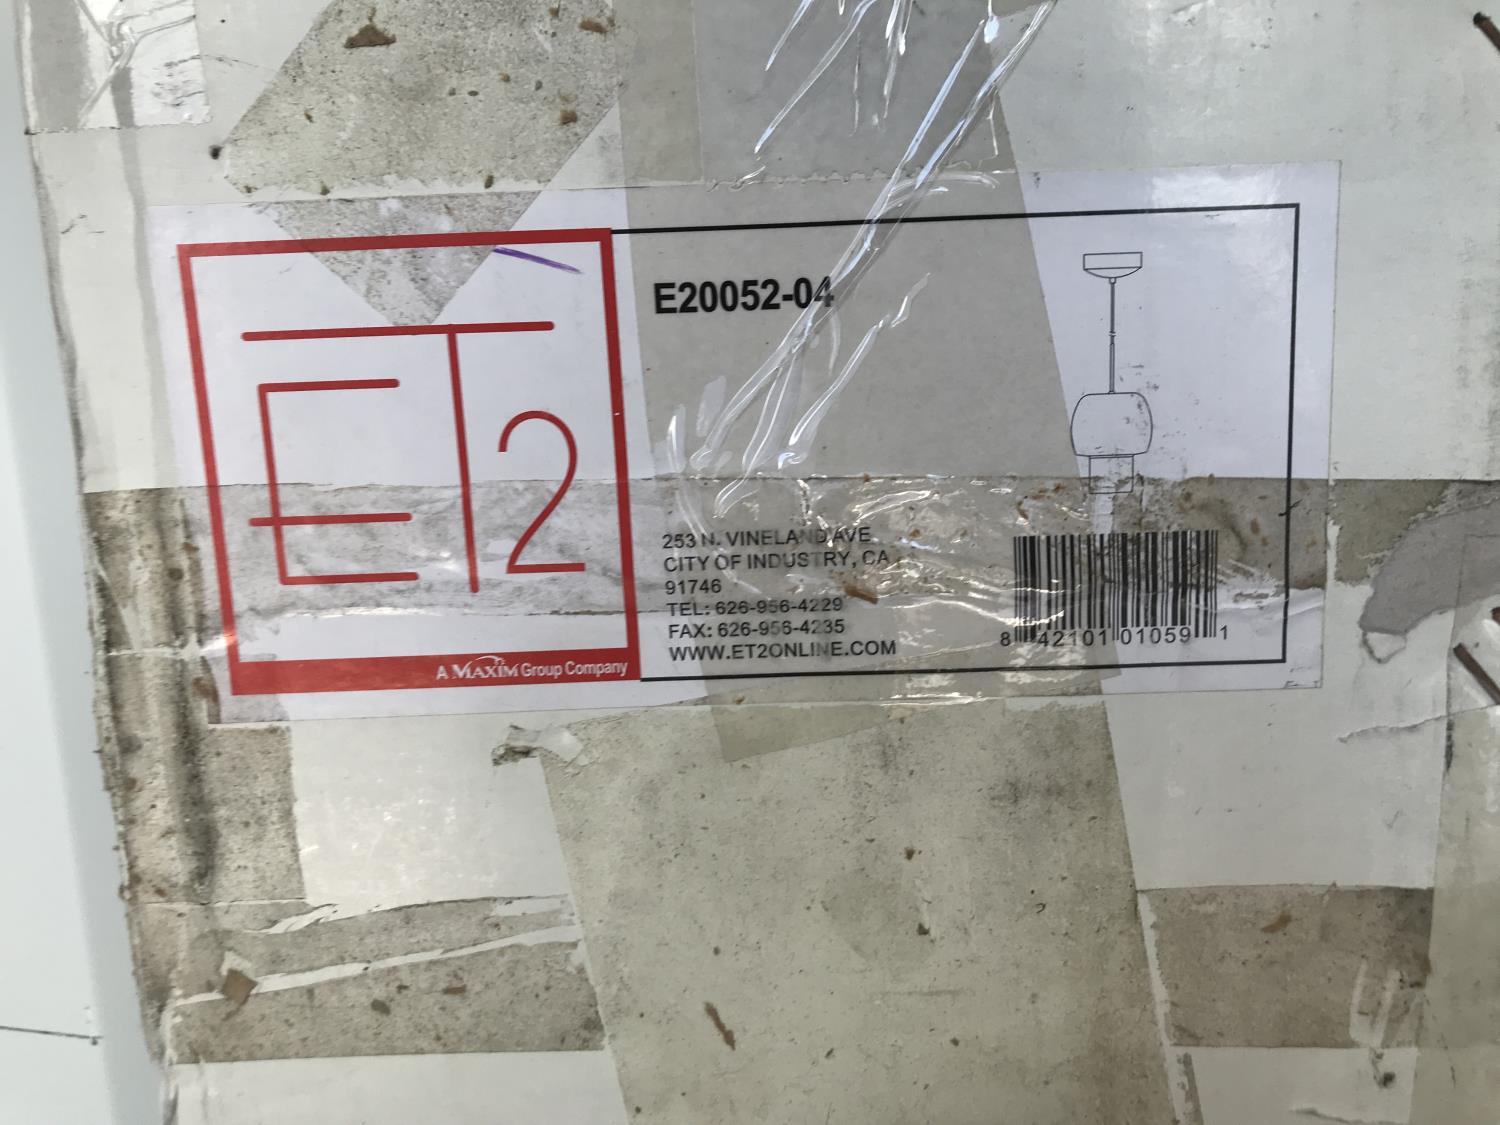 ET2
A MAXIM Group Company
E20052-04
253 N. VINELAND AVE
CITY OF INDUSTRY, CA
91746
TEL: 626-956-4229
FAX: 626-956-4235
WWW.ET2ONLINE.COM
8 42101 01059 1